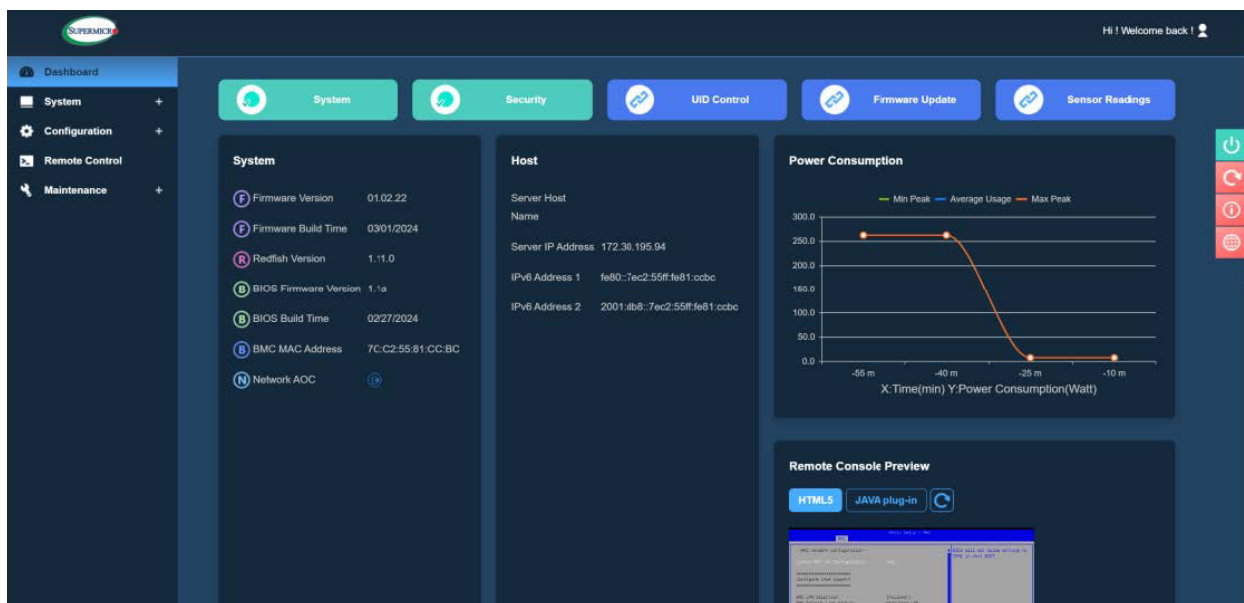 SUPERMICRO
Hi ! Welcome back !
Dashboard
System +
Configuration +
Remote Control
Maintenance +
System
Security
UID Control
Firmware Update
Sensor Readings
System
Firmware Version 01.02.22
Firmware Build Time 03/01/2024
Redfish Version 1.11.0
BIOS Firmware Version 1.1a
BIOS Build Time 02/27/2024
BMC MAC Address 7C:C2:55:81:CC:BC
Network AOC
Host
Server Host
Name
Server IP Address 172.30.195.94
IPv6 Address 1 fe80::7ec2:55ff:fe81:ccbc
IPv6 Address 2 2001:db8::7ec2:55ff:fe81:ccbc
Power Consumption
Min Peak Average Usage Max Peak
300.0
250.0
200.0
160.0
100.0
50.0
0.0
-55 m -40 m -25 m -10 m
X:Time(min) Y:Power Consumption(Watt)
Remote Console Preview
HTML5 JAVA plug-in